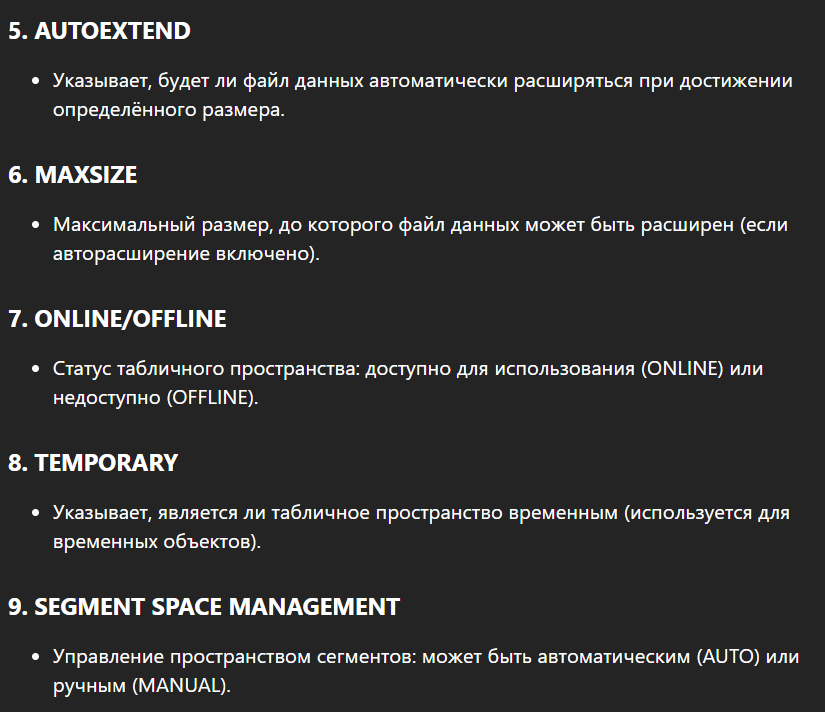 5. AUTOEXTEND
• Указывает, будет ли файл данных автоматически расширяться при достижении
определённого размера.
6. MAXSIZE
• Максимальный размер, до которого файл данных может быть расширен (если
авторасширение включено).
7. ONLINE/OFFLINE
• Статус табличного пространства: доступно для использования (ONLINE) или
недоступно (OFFLINE).
8. TEMPORARY
• Указывает, является ли табличное пространство временным (используется для
временных объектов).
9. SEGMENT SPACE MANAGEMENT
• Управление пространством сегментов: может быть автоматическим (AUTO) или
ручным (MANUAL).